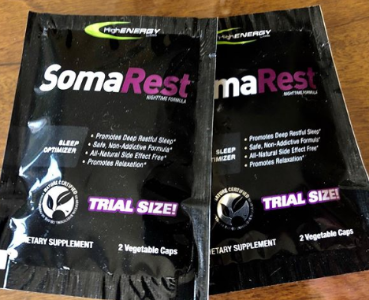 HighENERGY
SomaRest
NIGHTTIME FORMULA
SLEEP
OPTIMIZER
• Promotes Deep Restful Sleep*
• Safe, Non-Addictive Formula*
• All-Natural Side Effect Free*
• Promotes Relaxation*
TRIAL SIZE!
DIETARY SUPPLEMENT
2 Vegetable Caps
HighENERGY
maRest
NIGHTTIME FORMULA
SLEEP
OPTIMIZER
• Promotes Deep Restful Sleep*
• Safe, Non-Addictive Formula*
• All-Natural Side Effect Free*
• Promotes Relaxation*
TRIAL SIZE!
DIETARY SUPPLEMENT
2 Vegetable Caps